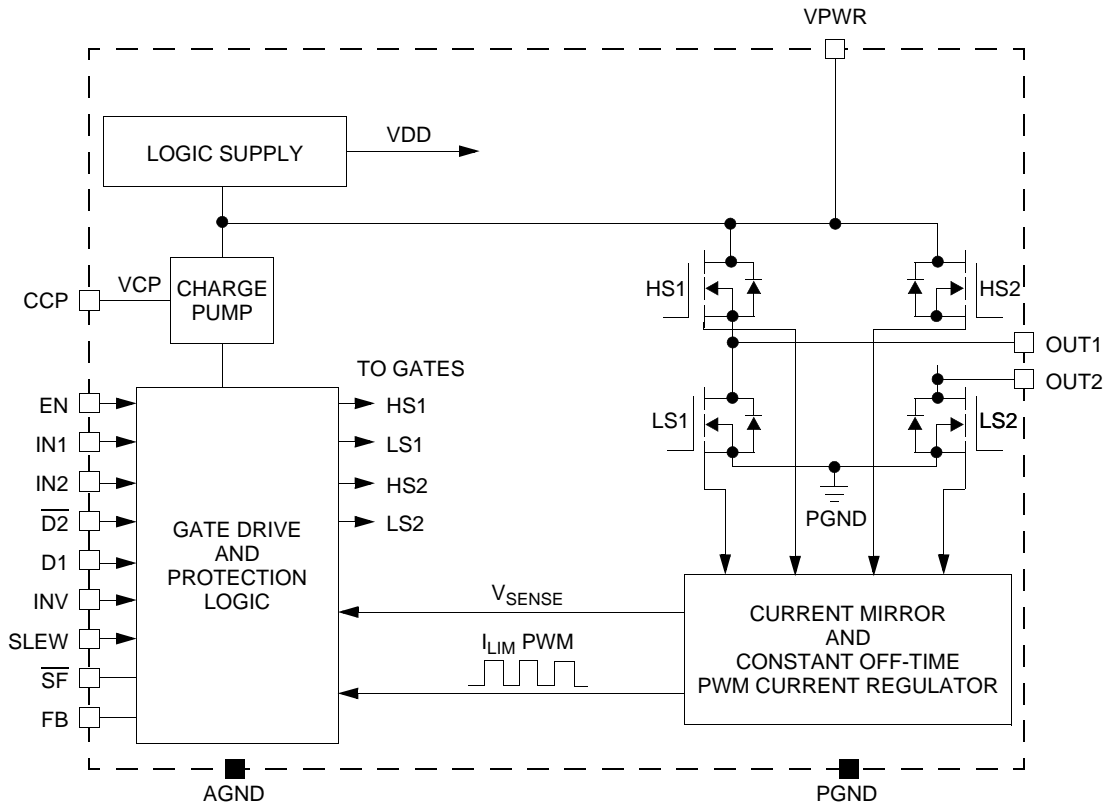 VPWR
LOGIC SUPPLY
VDD
CCP
VCP
CHARGE
PUMP
HS1
HS2
OUT1
OUT2
TO GATES
EN
IN1
IN2
D2
D1
INV
SLEW
SF
FB
HS1
LS1
HS2
LS2
LS1
LS2
PGND
GATE DRIVE
AND
PROTECTION
LOGIC
VSENSE
ILIM PWM
CURRENT MIRROR
AND
CONSTANT OFF-TIME
PWM CURRENT REGULATOR
AGND
PGND